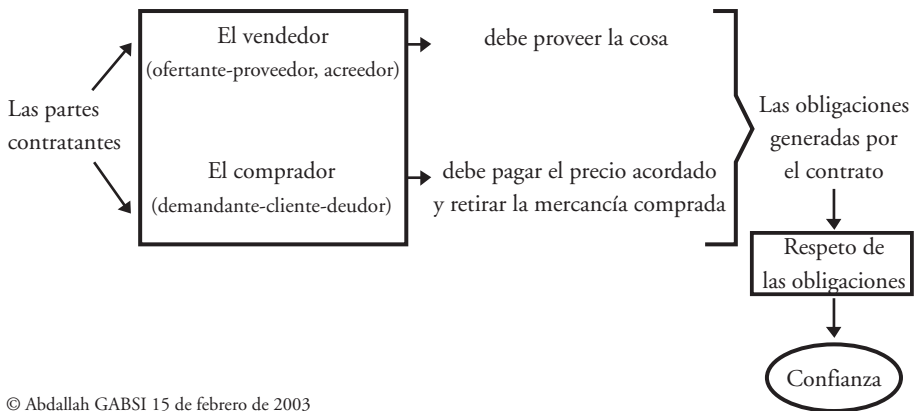 Las partes
contratantes
El vendedor
(ofertante-proveedor, acreedor)
debe proveer la cosa
El comprador
(demandante-cliente-deudor)
debe pagar el precio acordado
y retirar la mercancía comprada
Las obligaciones
generadas por
el contrato
Respeto de
las obligaciones
Confianza
© Abdallah GABSI 15 de febrero de 2003